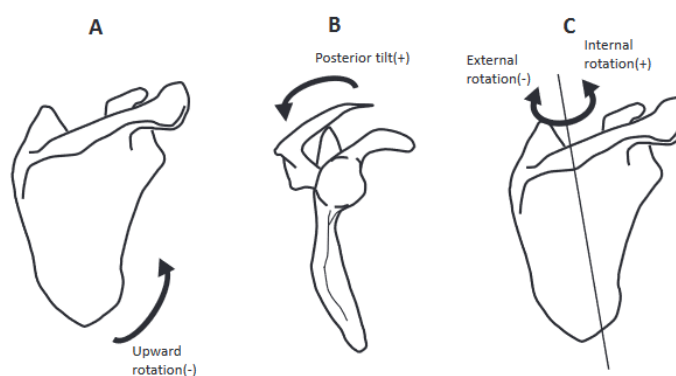 A
B
C
Posterior tilt(+)
External
rotation(-)
Internal
rotation(+)
Upward
rotation(-)